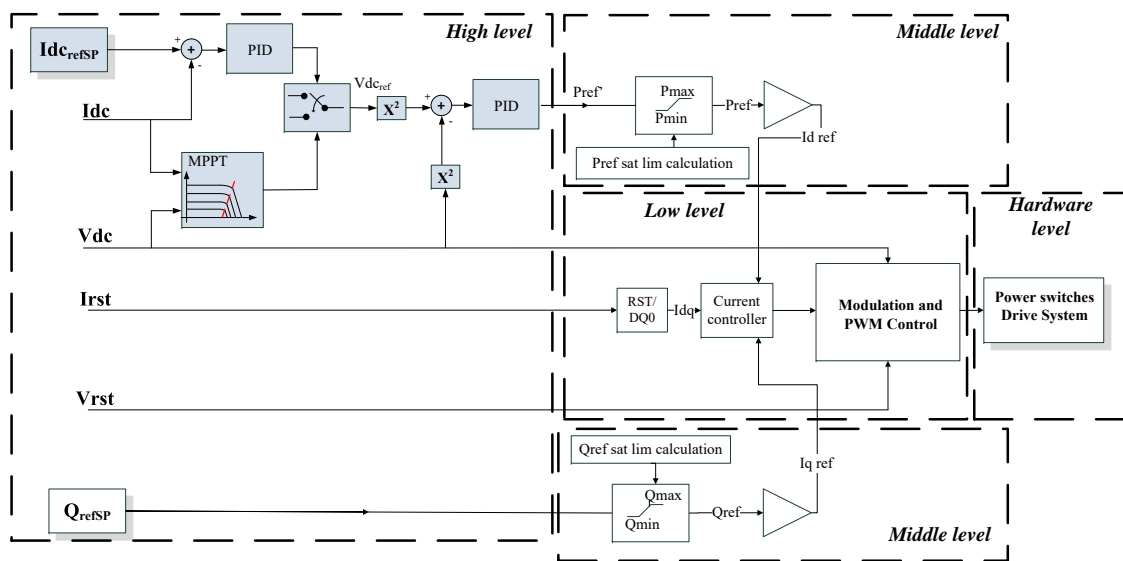 High level
Middle level
Idc refSP
+
+
-
PID
Idc
Vdc ref
X²
+
+
-
PID
Pref'
Pmax
Pmin
Pref
Id ref
Pref sat lim calculation
MPPT
X²
Low level
Hardware
level
Vdc
Irst
RST/
DQ0
Idq
Current
controller
Modulation and
PWM Control
Power switches
Drive System
Vrst
Qref sat lim calculation
Iq ref
Q refSP
Qmax
Qmin
Qref
Middle level